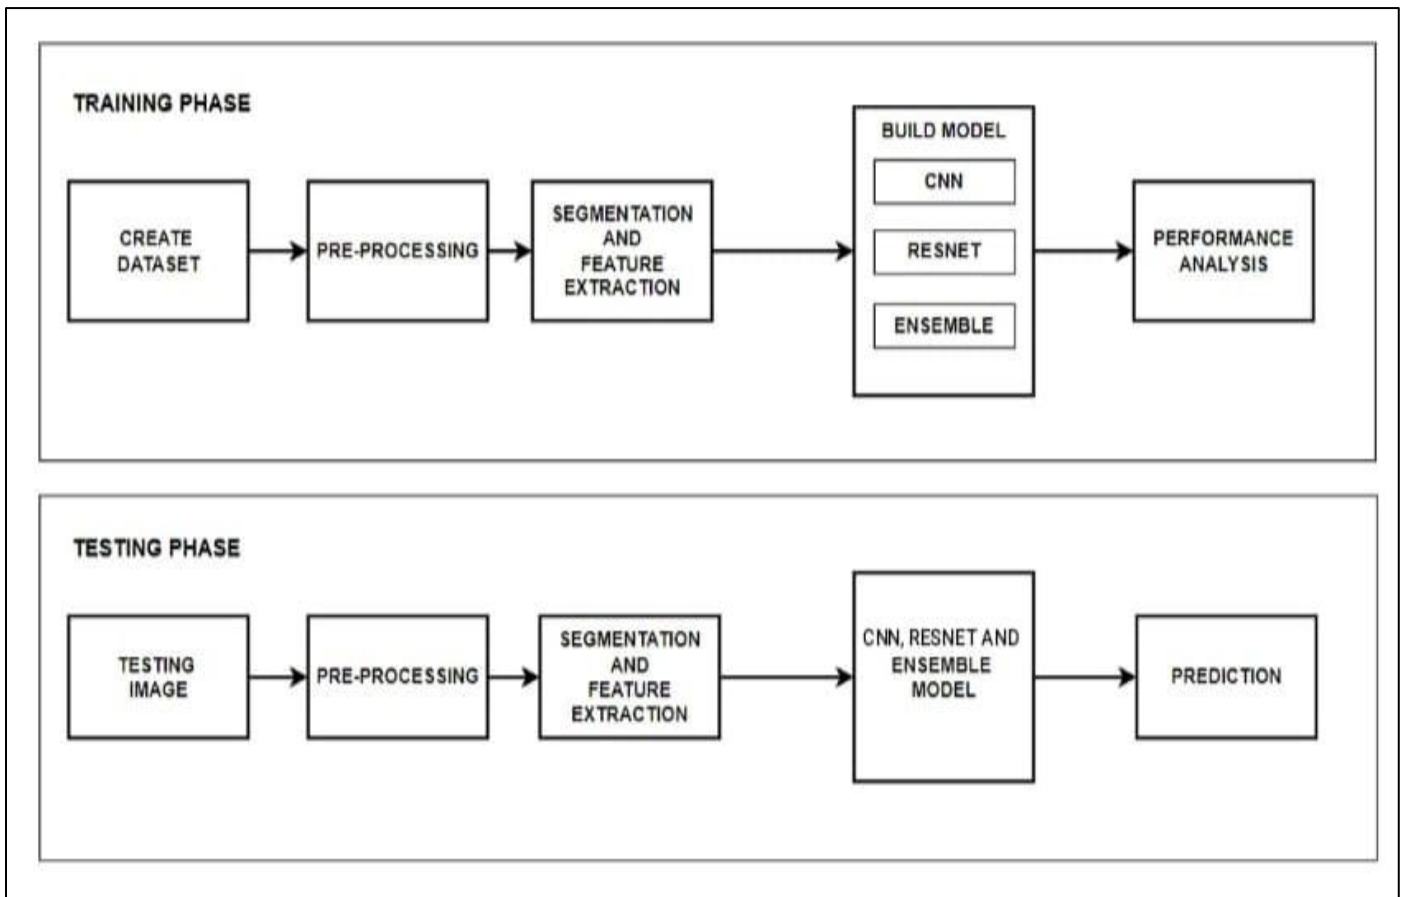 TRAINING PHASE
CREATE
DATASET
PRE-PROCESSING
SEGMENTATION
AND
FEATURE
EXTRACTION
BUILD MODEL
CNN
RESNET
ENSEMBLE
PERFORMANCE
ANALYSIS
TESTING PHASE
TESTING
IMAGE
PRE-PROCESSING
SEGMENTATION
AND
FEATURE
EXTRACTION
CNN, RESNET AND
ENSEMBLE
MODEL
PREDICTION